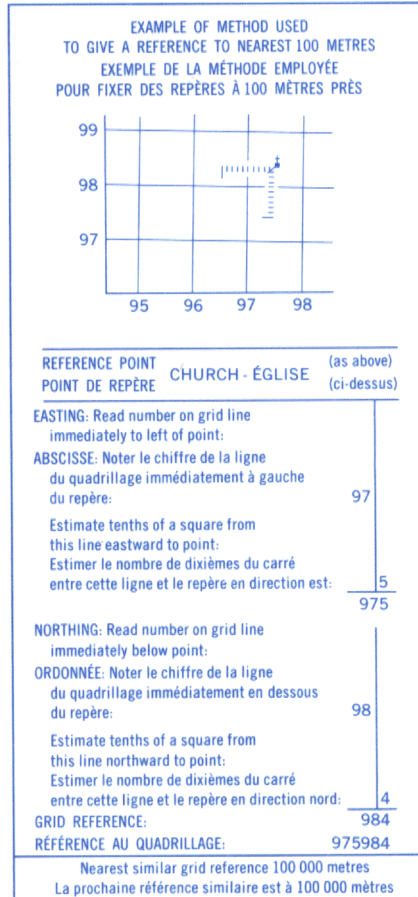 EXAMPLE OF METHOD USED
TO GIVE A REFERENCE TO NEAREST 100 METRES
EXEMPLE DE LA MÉTHODE EMPLOYÉE
POUR FIXER DES REPÈRES À 100 MÈTRES PRÈS
99
98
97
95 96 97 98
REFERENCE POINT
POINT DE REPÈRE
CHURCH - ÉGLISE
(as above)
(ci-dessus)
EASTING: Read number on grid line
immediately to left of point:
ABSCISSE: Noter le chiffre de la ligne
du quadrillage immédiatement à gauche
du repère: 97
Estimate tenths of a square from
this line eastward to point:
Estimer le nombre de dixièmes du carré
entre cette ligne et le repère en direction est: 5
975
NORTHING: Read number on grid line
immediately below point:
ORDONNÉE: Noter le chiffre de la ligne
du quadrillage immédiatement en dessous
du repère: 98
Estimate tenths of a square from
this line northward to point:
Estimer le nombre de dixièmes du carré
entre cette ligne et le repère en direction nord: 4
GRID REFERENCE: 984
RÉFÉRENCE AU QUADRILLAGE: 975984
Nearest similar grid reference 100 000 metres
La prochaine référence similaire est à 100 000 mètres